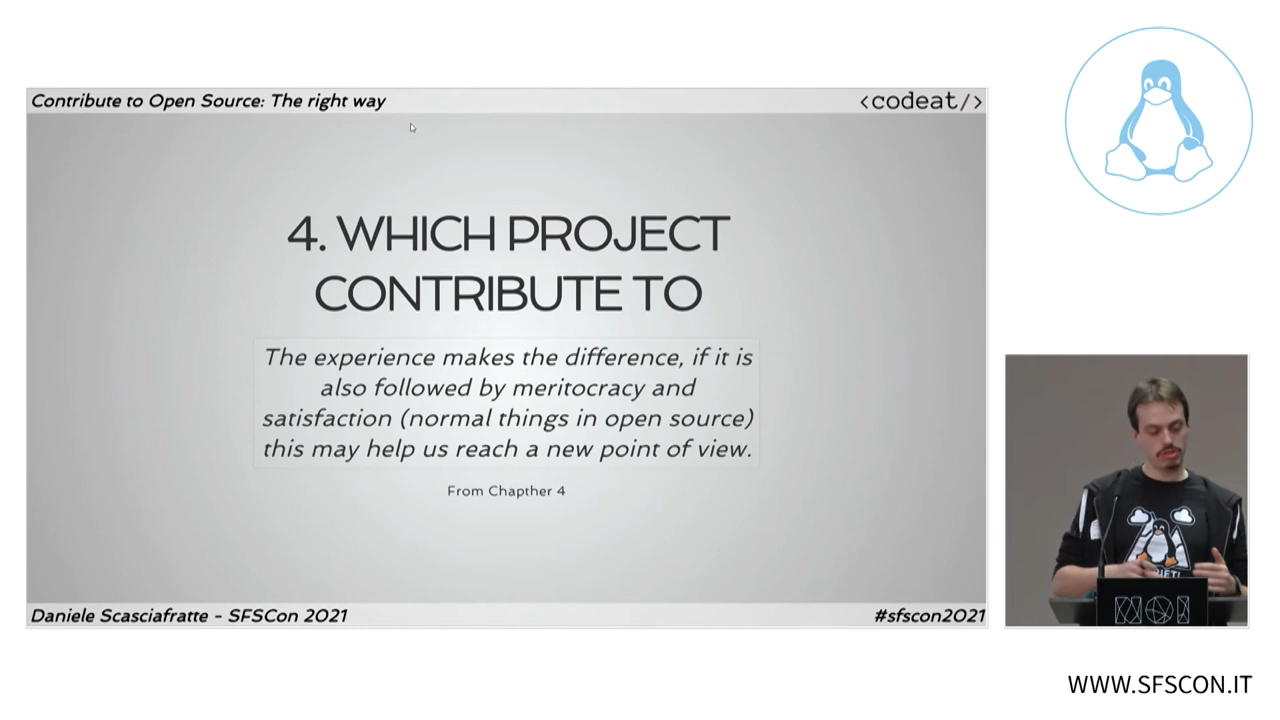 Contribute to Open Source: The right way
<codeat/>
4. WHICH PROJECT
CONTRIBUTE TO
The experience makes the difference, if it is
also followed by meritocracy and
satisfaction (normal things in open source)
this may help us reach a new point of view.
From Chapther 4
Daniele Scasciafratte - SFSCon 2021
#sfscon2021
NOI
WWW.SFSCON.IT